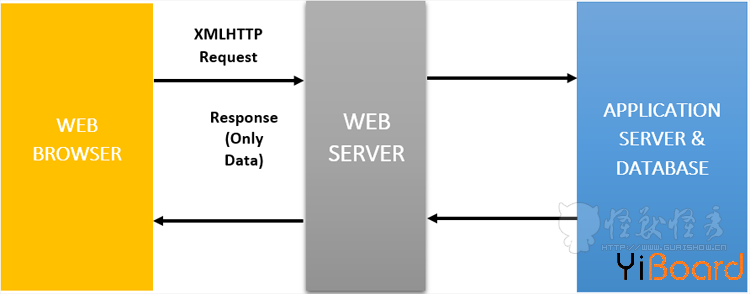 XMLHTTP
Request
WEB
BROWSER
Response
(Only
Data)
WEB
SERVER
APPLICATION
SERVER &
DATABASE
怪兽怪秀
HTTP://WWW.GUAISHOW.CN
YiBoard